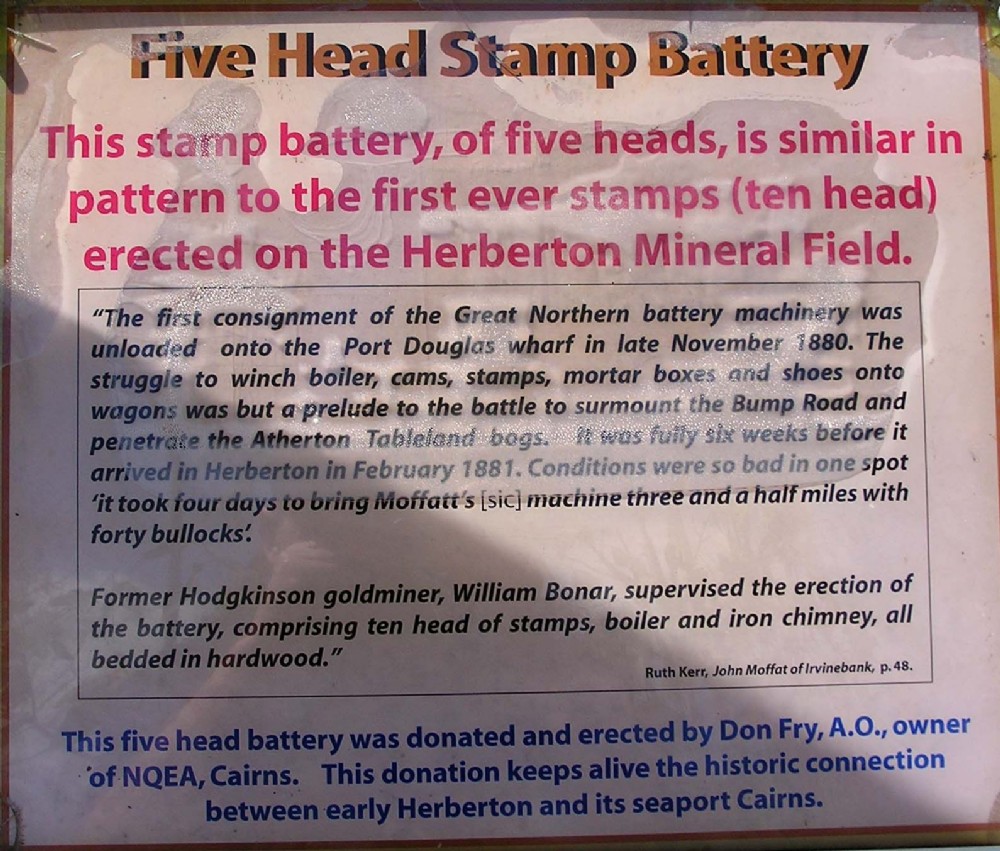 Five Head Stamp Battery
This stamp battery, of five heads, is similar in
pattern to the first ever stamps (ten head)
erected on the Herberton Mineral Field.
“The first consignment of the Great Northern battery machinery was
unloaded onto the Port Douglas wharf in late November 1880. The
struggle to winch boiler, cams, stamps, mortar boxes and shoes onto
wagons was but a prelude to the battle to surmount the Bump Road and
penetrate the Atherton Tableland bogs. It was fully six weeks before it
arrived in Herberton in February 1881. Conditions were so bad in one spot
‘it took four days to bring Moffatt’s [sic] machine three and a half miles with
forty bullocks’.
Former Hodgkinson goldminer, William Bonar, supervised the erection of
the battery, comprising ten head of stamps, boiler and iron chimney, all
bedded in hardwood.”
Ruth Kerr, John Moffat of Irvinebank, p. 48.
This five head battery was donated and erected by Don Fry, A.O., owner
of NQEA, Cairns. This donation keeps alive the historic connection
between early Herberton and its seaport Cairns.